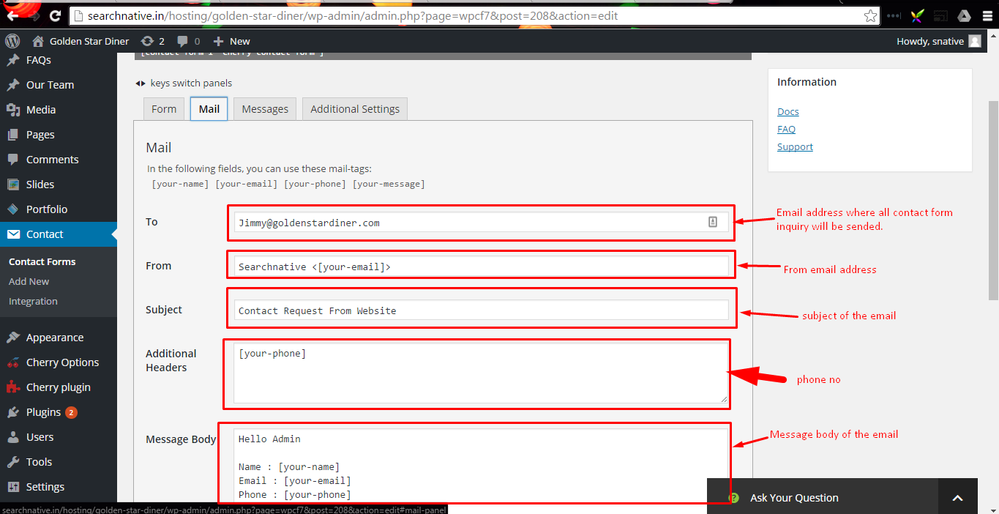 searchnative.in/hosting/golden-star-diner/wp-admin/admin.php?page=wpcf7&post=208&action=edit
Golden Star Diner 2 0 + New Howdy, snative
FAQs
Our Team
Media
Pages
Comments
Slides
Portfolio
Contact
Contact Forms
Add New
Integration
Appearance
Cherry Options
Cherry plugin
Plugins 2
Users
Tools
Settings
keys switch panels
Form Mail Messages Additional Settings
Mail
In the following fields, you can use these mail-tags:
[your-name] [your-email] [your-phone] [your-message]
To
Jimmy@goldenstardiner.com
From
Searchnative <[your-email]>
Subject
Contact Request From Website
Additional
Headers
[your-phone]
Message Body
Hello Admin
Name : [your-name]
Email : [your-email]
Phone : [your-phone]
Information
Docs
FAQ
Support
Email address where all contact form
inquiry will be sended.
From email address
subject of the email
phone no
Message body of the email
? Ask Your Question
searchnative.in/hosting/golden-star-diner/wp-admin/admin.php?page=wpcf7&post=208&action=edit#mail-panel